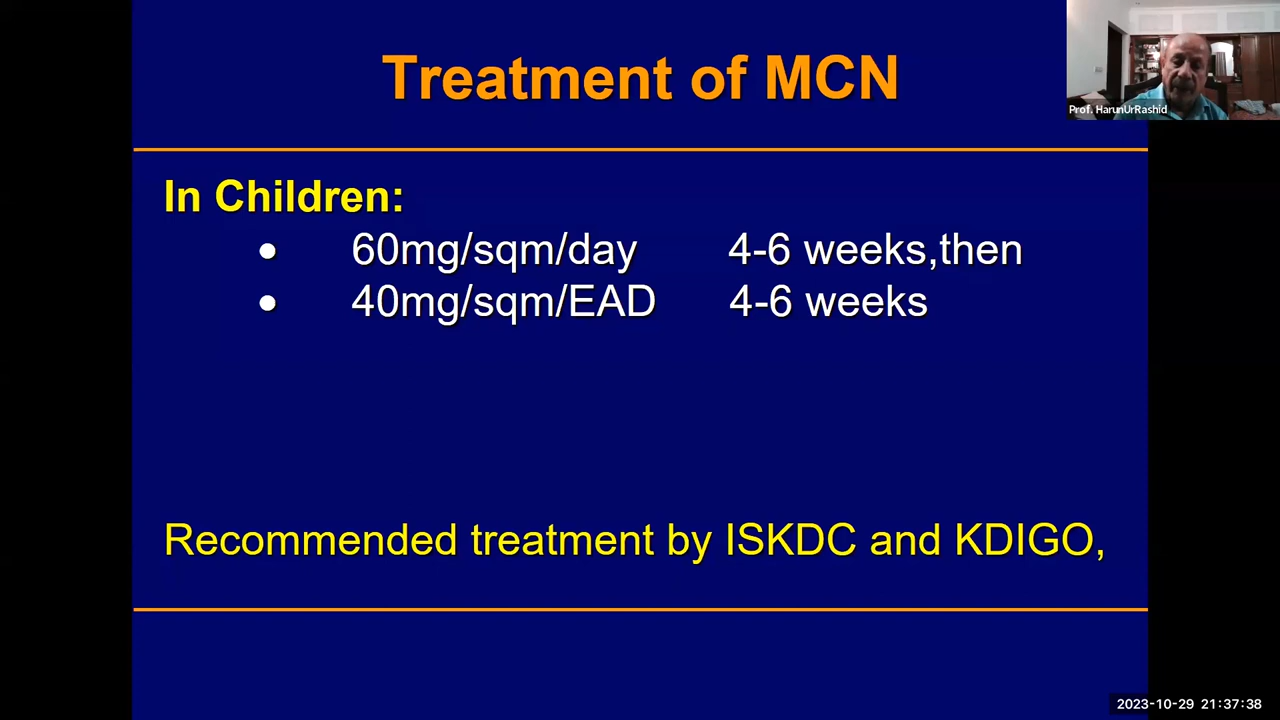 Treatment of MCN
Prof. HarunUrRashid
In Children:
• 60mg/sqm/day 4-6 weeks,then
• 40mg/sqm/EAD 4-6 weeks
Recommended treatment by ISKDC and KDIGO,
2023-10-29 21:37:38